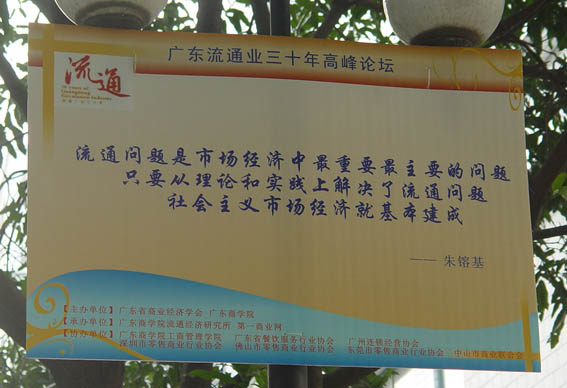 广东流通业三十年高峰论坛
流通
30 years of
Guangdong
流通问题是市场经济中最重要最主要的问题
只要从理论和实践上解决了流通问题
社会主义市场经济就基本建成
——朱镕基
【主办单位】广东省商业经济学会 广东商学院
【承办单位】广东商学院流通经济研究所 第一商业网
【协办单位】广东商学院工商管理学院 广东省餐饮服务行业协会 广州连锁经营协会
深圳市零售商业行业协会 佛山市零售商业行业协会 东莞市零售商业行业协会 中山市商业联合会